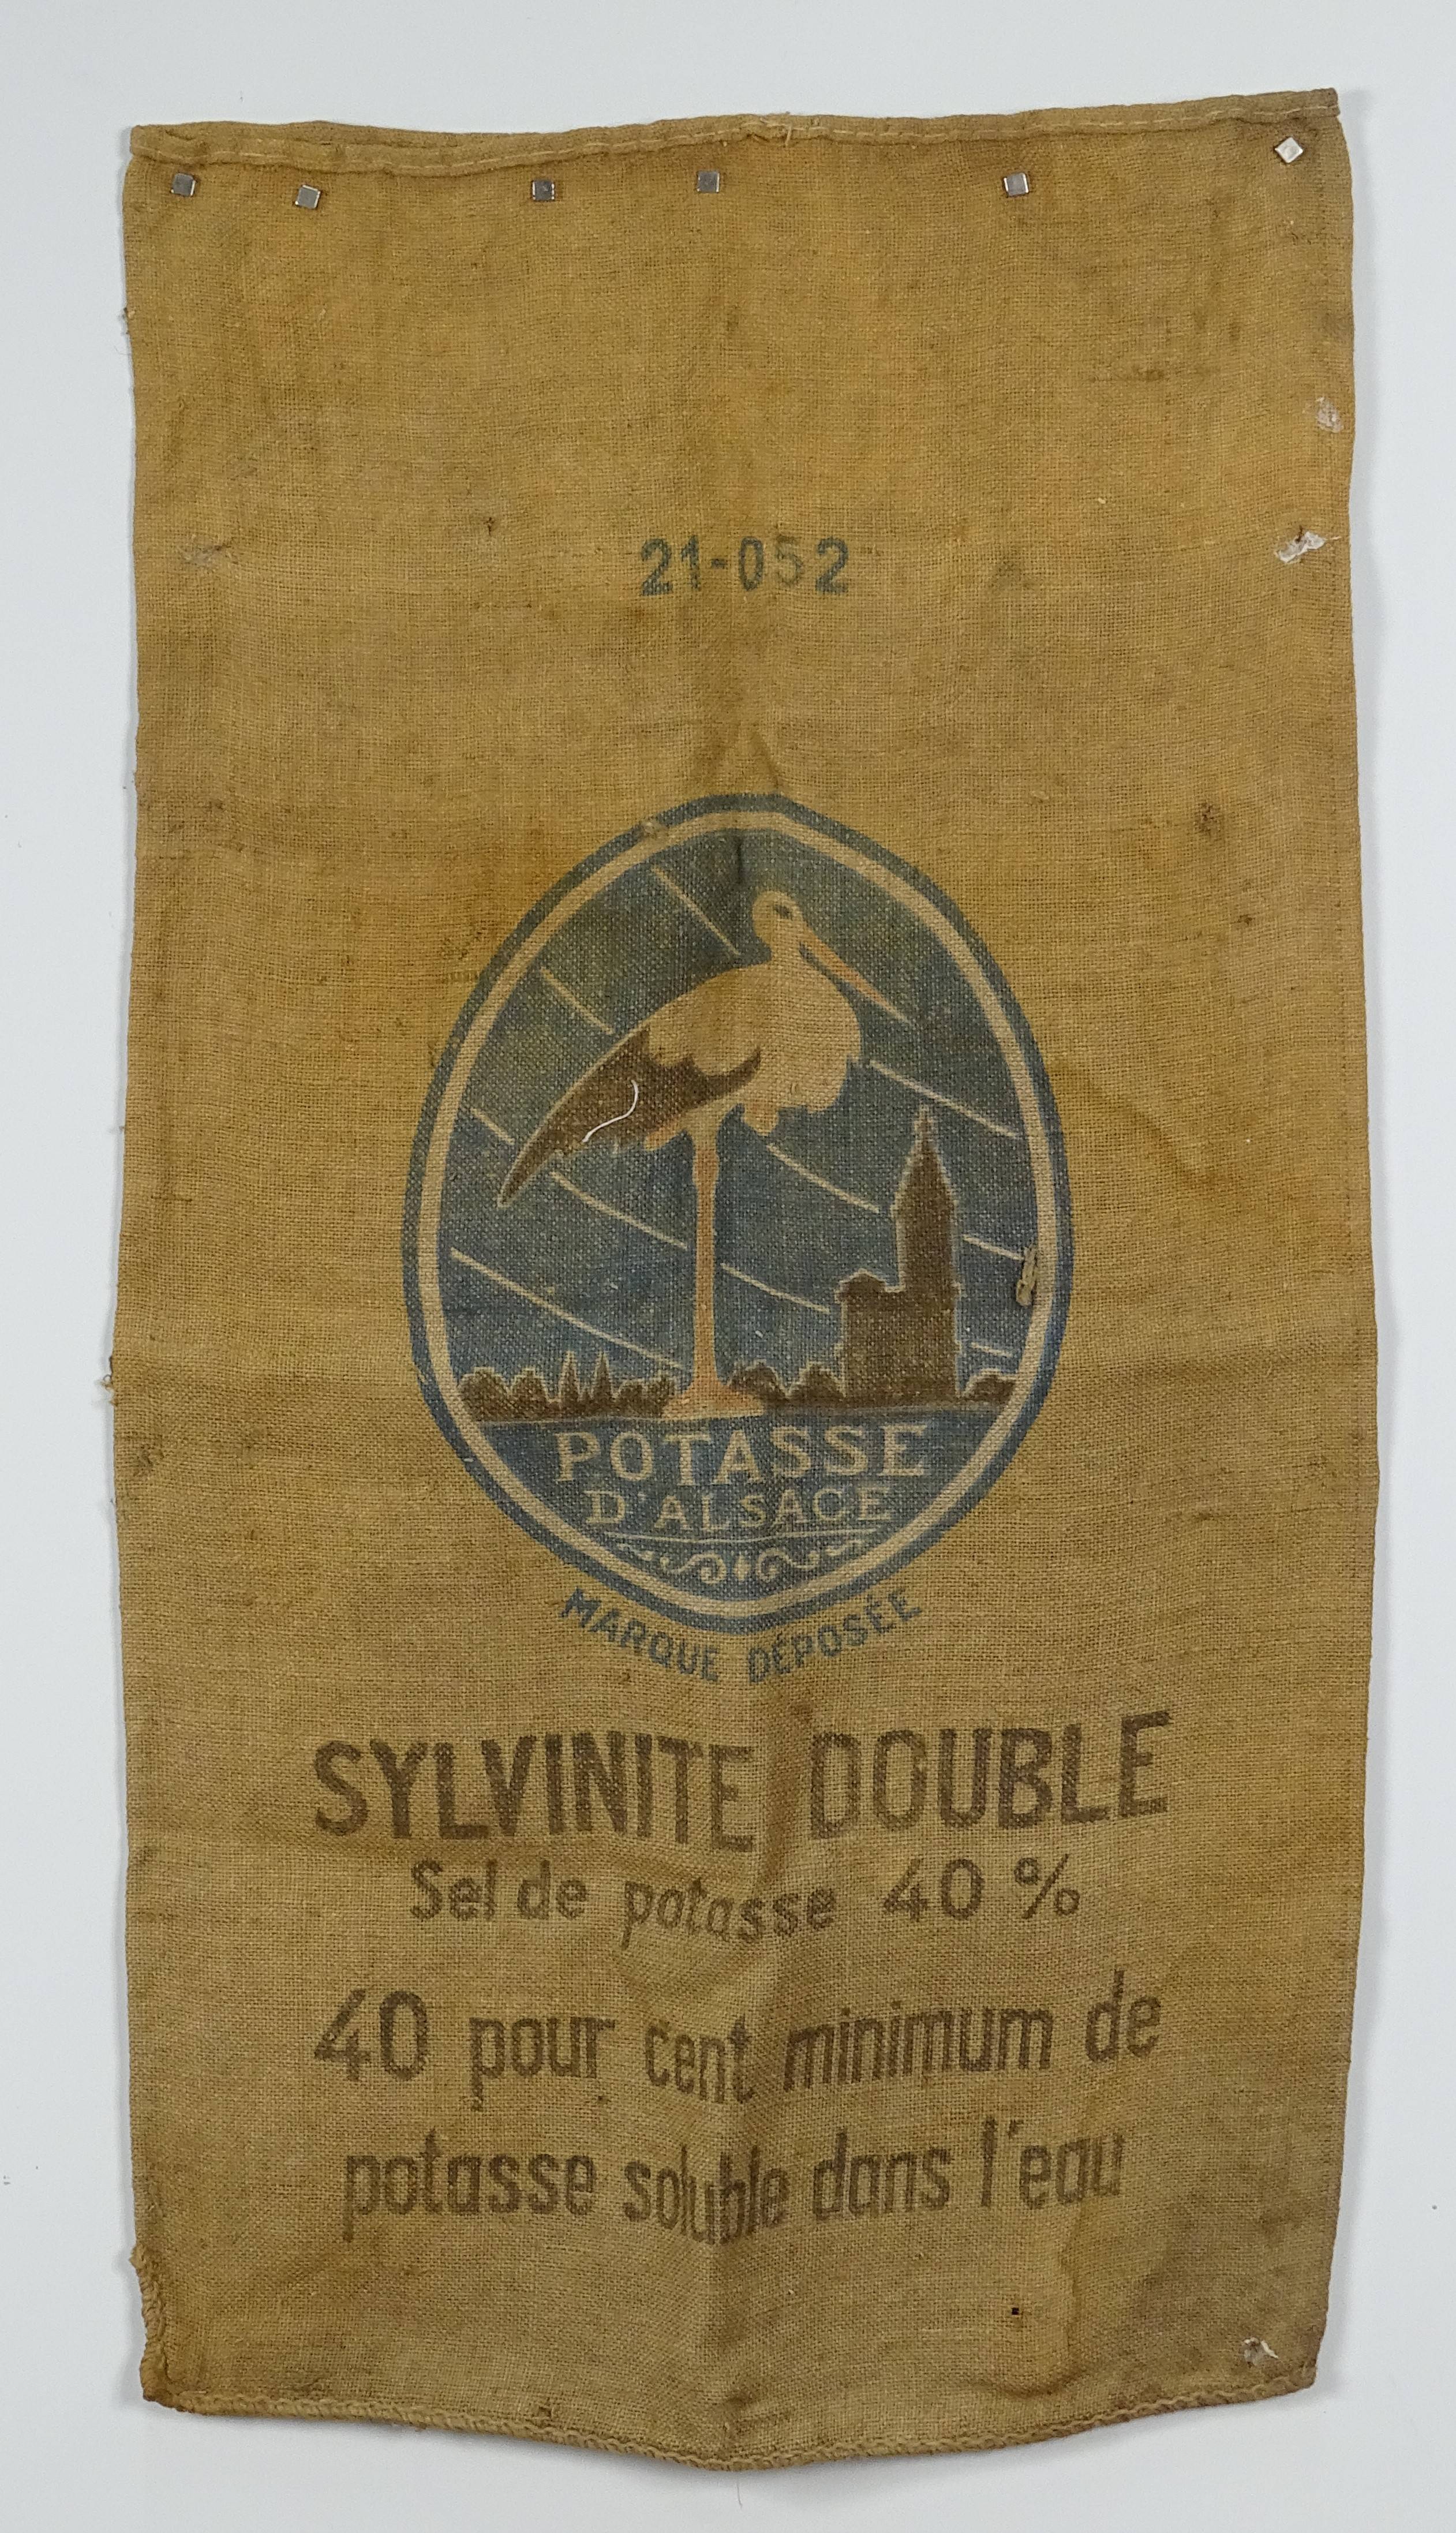 21-052
POTASSE
D'ALSACE
MARQUE DÉPOSÉE
SYLVINITE DOUBLE
Sel de potasse 40 %
40 pour cent minimum de
potasse soluble dans l'eau